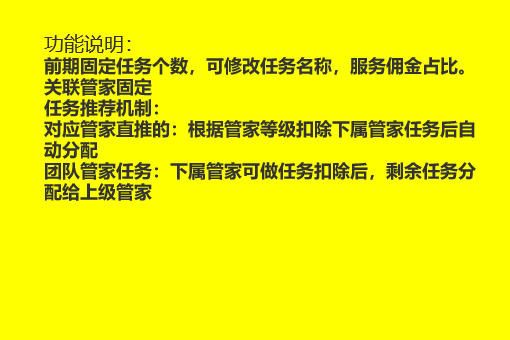 功能说明：
前期固定任务个数，可修改任务名称，服务佣金占比。
关联管家固定
任务推荐机制：
对应管家直推的：根据管家等级扣除下属管家任务后自
动分配
团队管家任务：下属管家可做任务扣除后，剩余任务分
配给上级管家